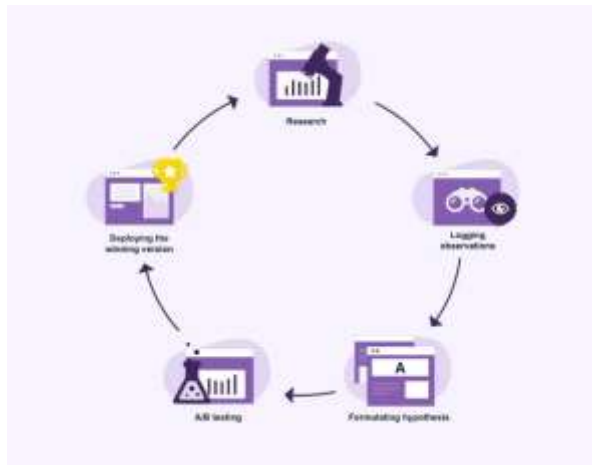 Research
Logging
observations
A
Formulating hypothesis
A/B testing
Deploying the
winning version